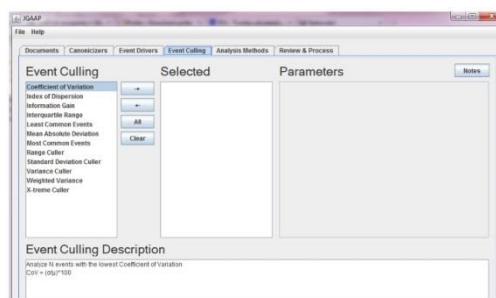 JGAAP
File Help
Documents Canonicizers Event Drivers Event Culling Analysis Methods Review & Process
Event Culling Selected Parameters Notes
Coefficient of Variation
Index of Dispersion
Information Gain
Interquartile Range
Least Common Events
Mean Absolute Deviation
Most Common Events
Range Culler
Standard Deviation Culler
Variance Culler
Weighted Variance
X-treme Culler
All
Clear
Event Culling Description
Analyze N events with the lowest Coefficient of Variation
CoV = (σ/μ)*100